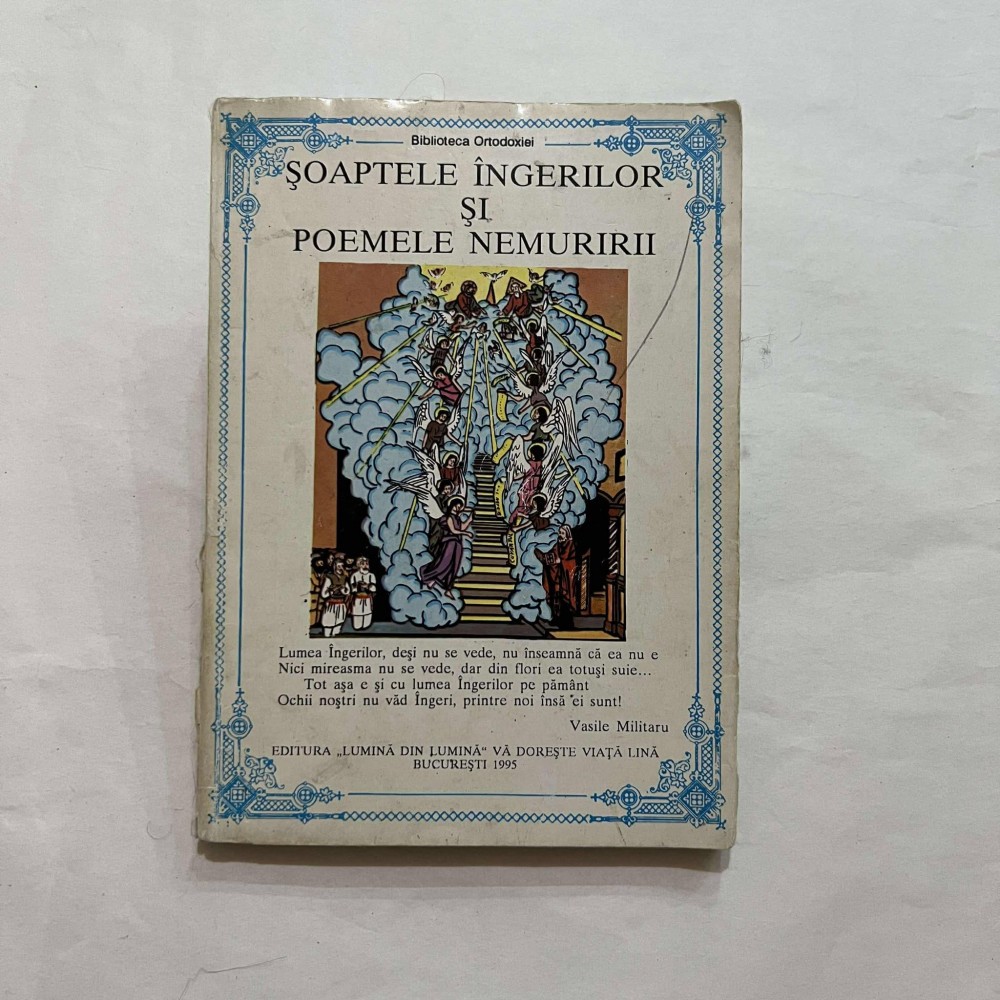 Biblioteca Ortodoxiei
ŞOAPTELE ÎNGERILOR
ŞI
POEMELE NEMURIRII
Lumea Îngerilor, deşi nu se vede, nu înseamnă că ea nu e
Nici mireasma nu se vede, dar din flori ea totuşi suie...
Tot aşa e şi cu lumea Îngerilor pe pământ
Ochii noştri nu văd Îngeri, printre noi însă ei sunt!
Vasile Militaru
EDITURA „LUMINĂ DIN LUMINĂ“ VĂ DOREŞTE VIAŢĂ LINĂ
BUCUREŞTI 1995